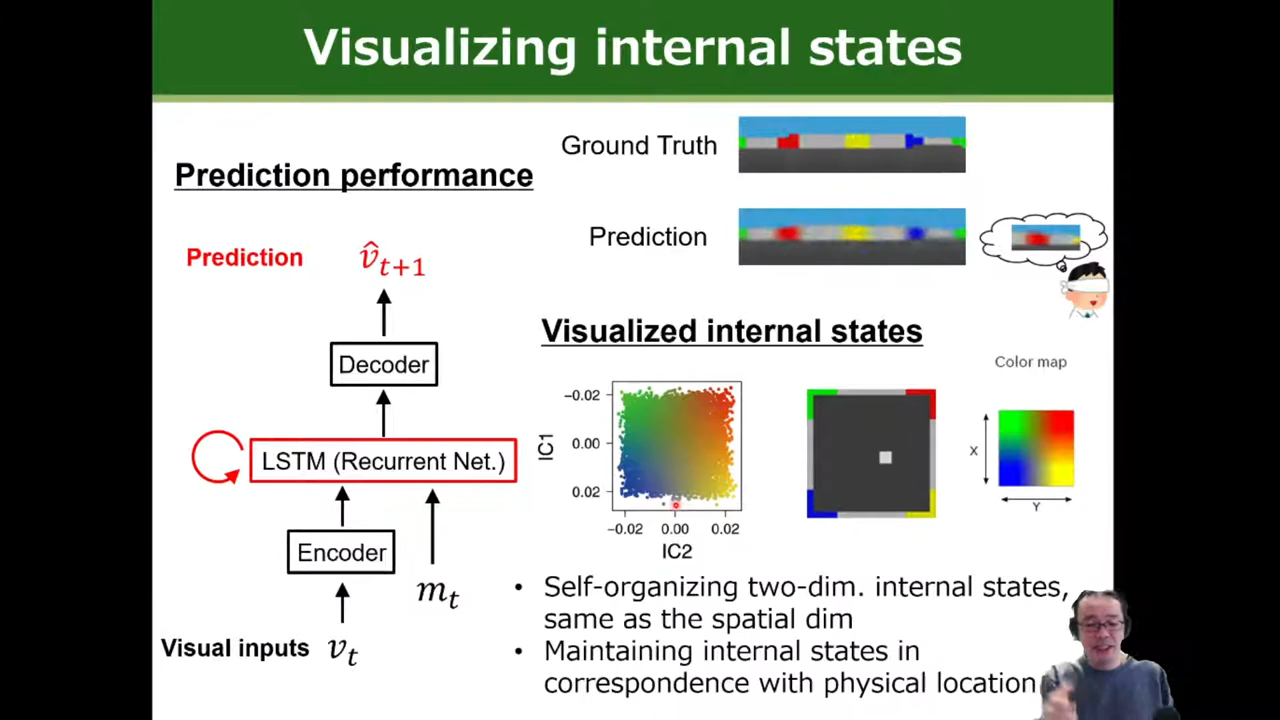 Visualizing internal states
Prediction performance
Ground Truth
Prediction
Prediction
v̂ₜ₊₁
Decoder
LSTM (Recurrent Net.)
Encoder
mₜ
Visual inputs vₜ
Visualized internal states
−0.02
0.00
0.02
IC1
−0.02 0.00 0.02
IC2
Color map
X
Y
• Self-organizing two-dim. internal states,
same as the spatial dim
• Maintaining internal states in
correspondence with physical location